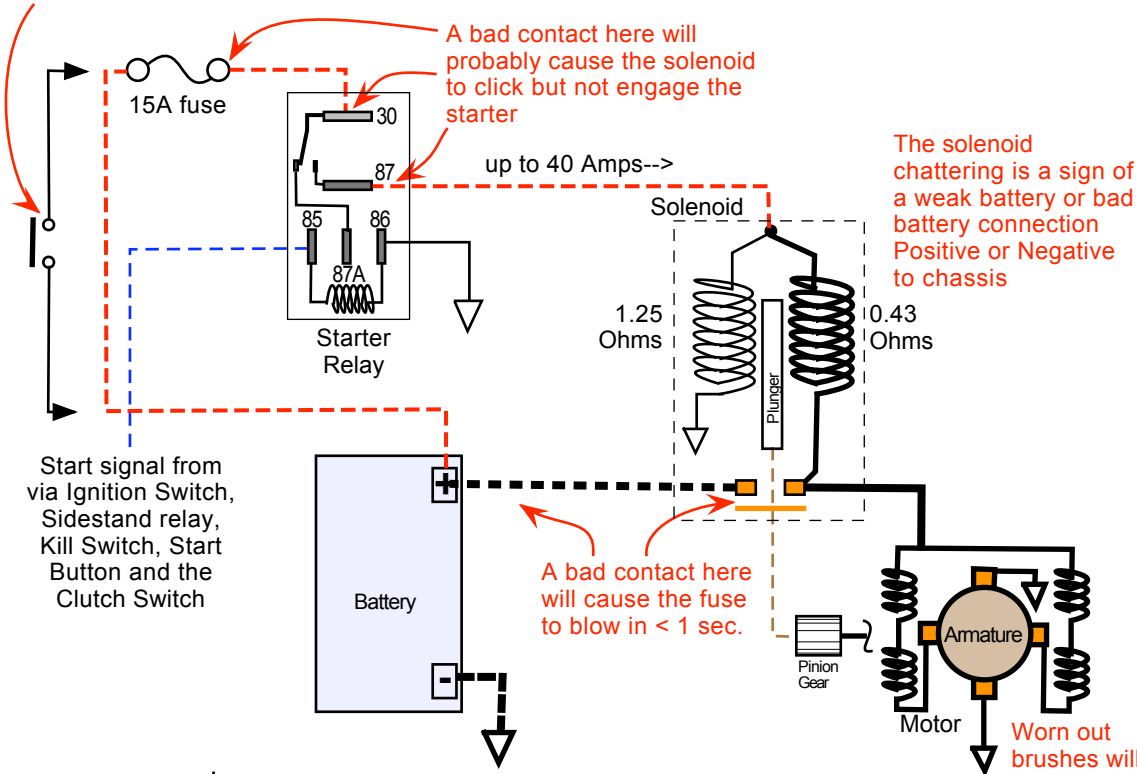 A bad contact here will
probably cause the solenoid
to click but not engage the
starter
15A fuse
30
87
85
86
87A
Starter
Relay
up to 40 Amps-->
The solenoid
chattering is a sign of
a weak battery or bad
battery connection
Positive or Negative
to chassis
Solenoid
1.25
Ohms
0.43
Ohms
Plunger
Start signal from
via Ignition Switch,
Sidestand relay,
Kill Switch, Start
Button and the
Clutch Switch
+
Battery
-
A bad contact here
will cause the fuse
to blow in < 1 sec.
Pinion
Gear
Armature
Motor
Worn out
brushes will